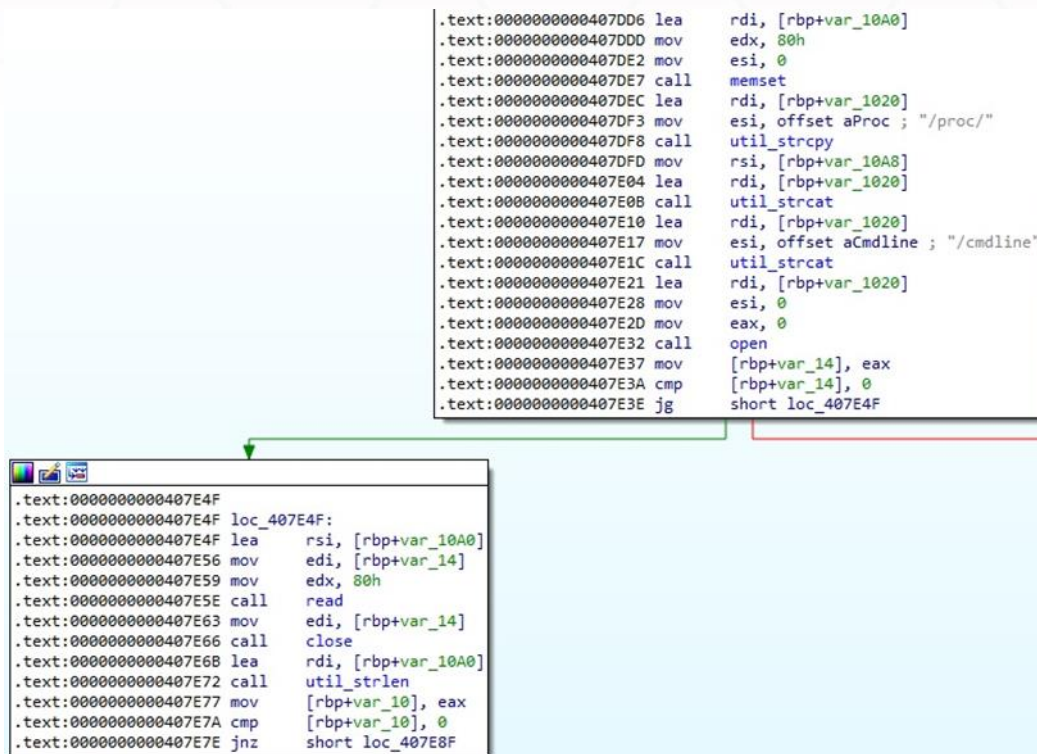 .text:0000000000407DD6 lea rdi, [rbp+var_10A0]
.text:0000000000407DDD mov edx, 80h
.text:0000000000407DE2 mov esi, 0
.text:0000000000407DE7 call memset
.text:0000000000407DEC lea rdi, [rbp+var_1020]
.text:0000000000407DF3 mov esi, offset aProc ; "/proc/"
.text:0000000000407DF8 call util_strcpy
.text:0000000000407DFD mov rsi, [rbp+var_10A8]
.text:0000000000407E04 lea rdi, [rbp+var_1020]
.text:0000000000407E0B call util_strcat
.text:0000000000407E10 lea rdi, [rbp+var_1020]
.text:0000000000407E17 mov esi, offset aCmdline ; "/cmdline"
.text:0000000000407E1C call util_strcat
.text:0000000000407E21 lea rdi, [rbp+var_1020]
.text:0000000000407E28 mov esi, 0
.text:0000000000407E2D mov eax, 0
.text:0000000000407E32 call open
.text:0000000000407E37 mov [rbp+var_14], eax
.text:0000000000407E3A cmp [rbp+var_14], 0
.text:0000000000407E3E jg short loc_407E4F
.text:0000000000407E4F
.text:0000000000407E4F loc_407E4F:
.text:0000000000407E4F lea rsi, [rbp+var_10A0]
.text:0000000000407E56 mov edi, [rbp+var_14]
.text:0000000000407E59 mov edx, 80h
.text:0000000000407E5E call read
.text:0000000000407E63 mov edi, [rbp+var_14]
.text:0000000000407E66 call close
.text:0000000000407E6B lea rdi, [rbp+var_10A0]
.text:0000000000407E72 call util_strlen
.text:0000000000407E77 mov [rbp+var_10], eax
.text:0000000000407E7A cmp [rbp+var_10], 0
.text:0000000000407E7E jnz short loc_407E8F